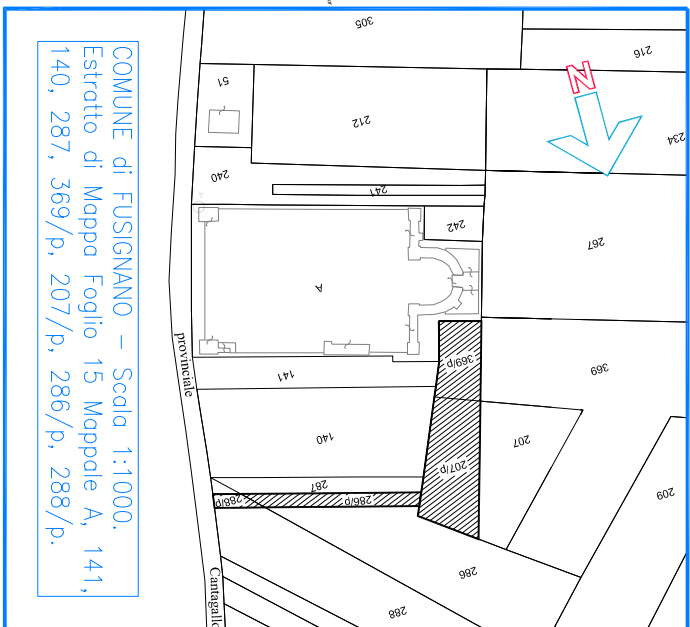 COMUNE di FUSIGNANO – Scala 1:1000.
Estratto di Mappa Foglio 15 Mappale A, 141,
140, 287, 369/p, 207/p, 286/p, 288/p.
305
216
51
212
N
234
240
241
242
267
A
provinciale
141
369/p
369
140
207
207/p
287
288/p
286/p
209
286
288
Cantagallo